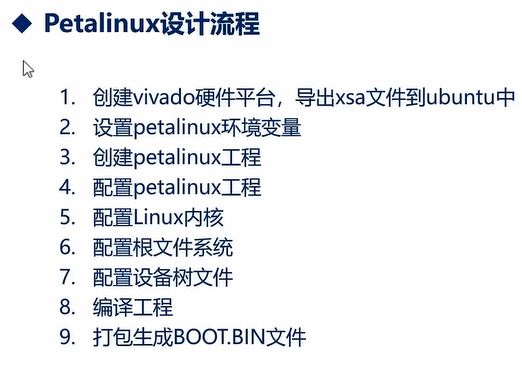 ◆ Petalinux设计流程
1. 创建vivado硬件平台，导出xsa文件到ubuntu中
2. 设置petalinux环境变量
3. 创建petalinux工程
4. 配置petalinux工程
5. 配置Linux内核
6. 配置根文件系统
7. 配置设备树文件
8. 编译工程
9. 打包生成BOOT.BIN文件